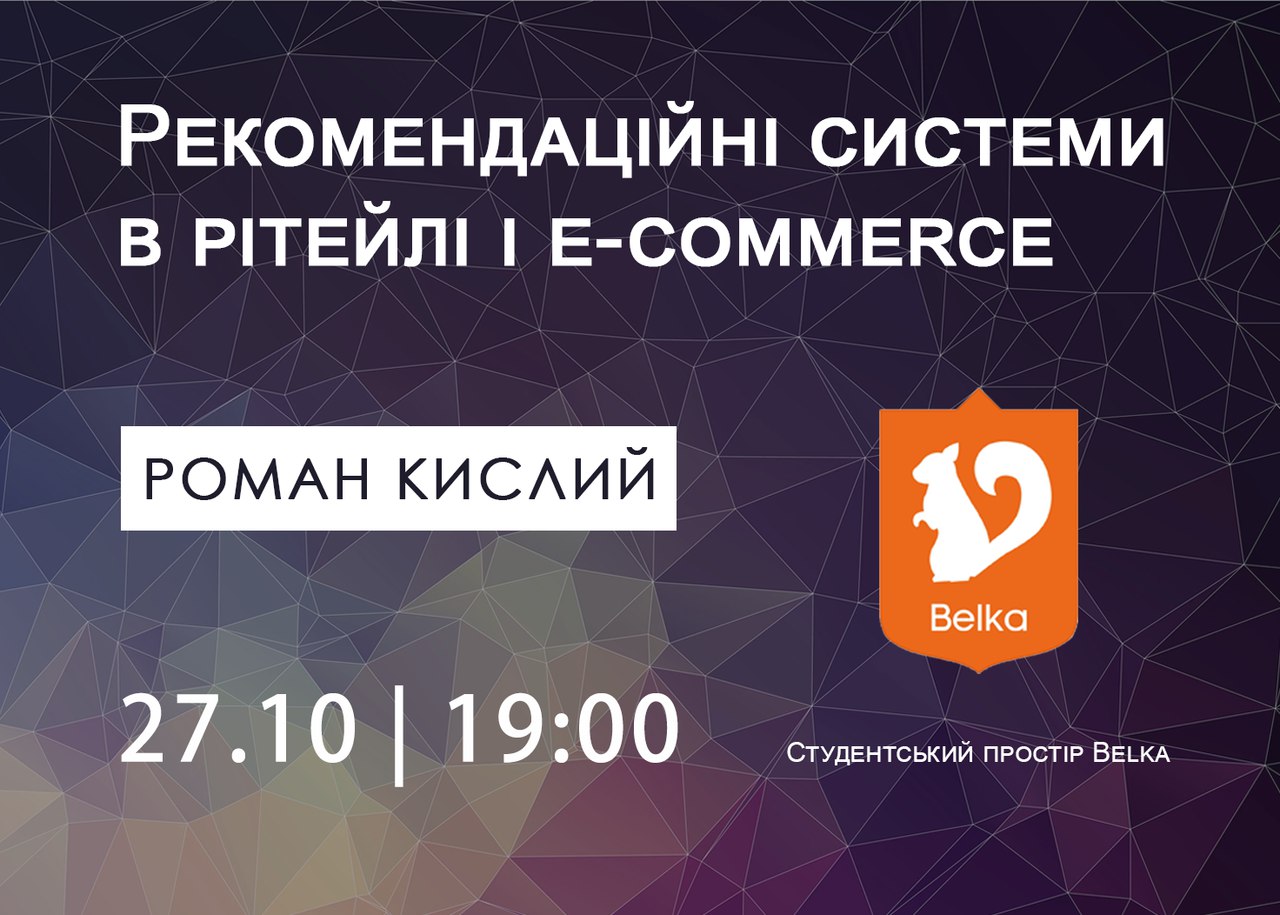 Рекомендаційні системи
в рітейлі і e-commerce
РОМАН КИСЛИЙ
Belka
27.10 | 19:00
Студентський простір Belka